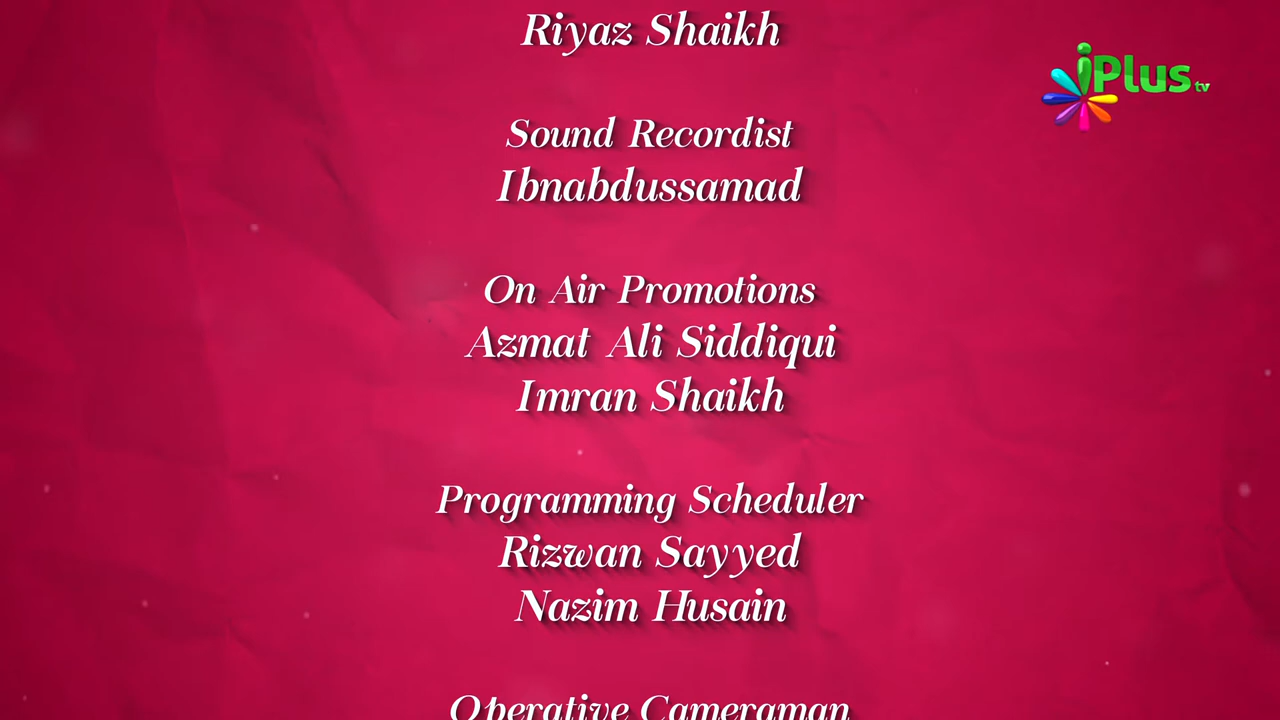 Riyaz Shaikh
iPlus tv
Sound Recordist
Ibnabdussamad
On Air Promotions
Azmat Ali Siddiqui
Imran Shaikh
Programming Scheduler
Rizwan Sayyed
Nazim Husain
Operative Cameraman